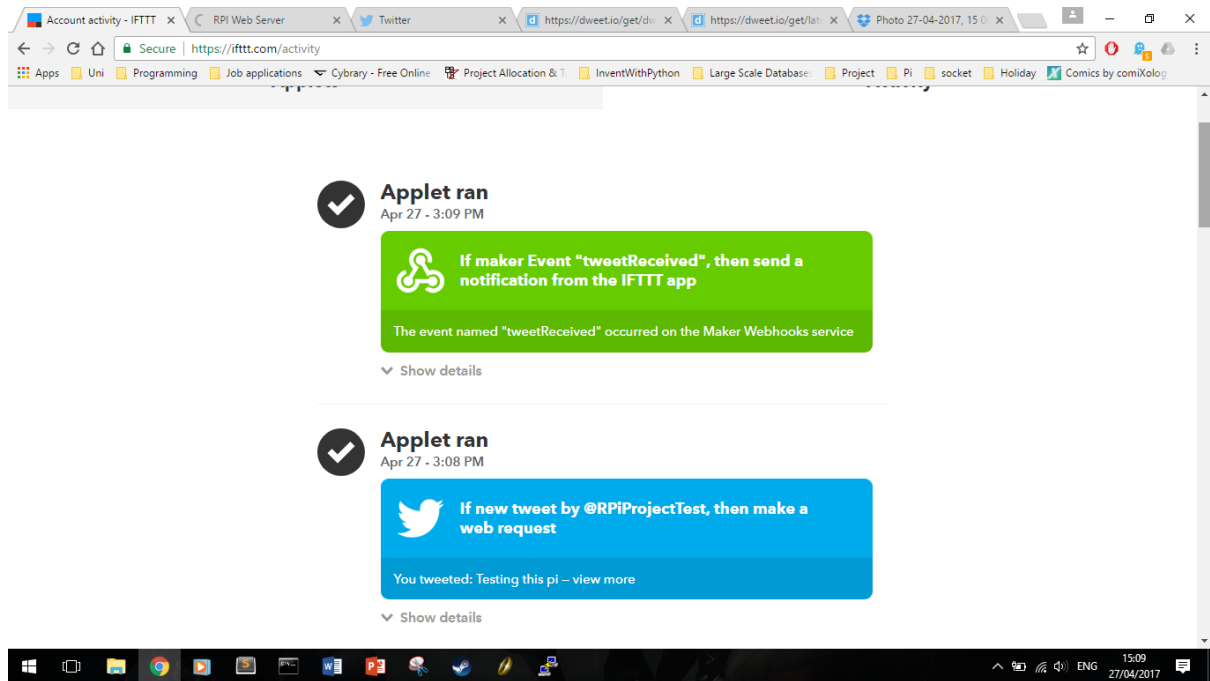 Account activity - IFTTT
RPI Web Server
Twitter
https://dweet.io/get/dw
https://dweet.io/get/lat
Photo 27-04-2017, 15 0
Secure | https://ifttt.com/activity
Apps Uni Programming Job applications Cybrary - Free Online Project Allocation & T InventWithPython Large Scale Database: Project Pi socket Holiday Comics by comiXolog
Applets
Activity
Applet ran
Apr 27 - 3:09 PM
If maker Event "tweetReceived", then send a
notification from the IFTTT app
The event named "tweetReceived" occurred on the Maker Webhooks service
Show details
Applet ran
Apr 27 - 3:08 PM
If new tweet by @RPiProjectTest, then make a
web request
You tweeted: Testing this pi – view more
Show details
ENG
15:09
27/04/2017